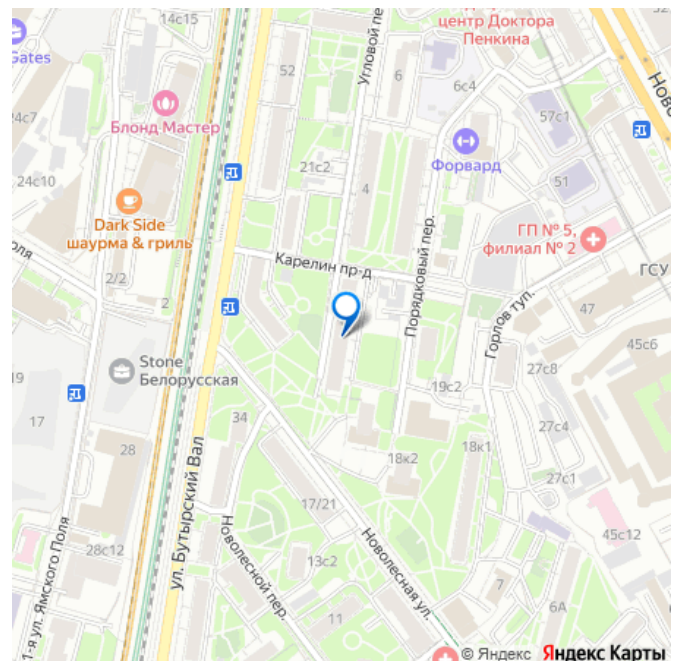 14с15
Gates
центр Доктора
Пенкина
Угловой пе
52
6
6с4
Ново
24с7
Блонд Мастер
57с1
Форвард
21с2
24с10
4
51
Dark Side
шаурма & гриль
ГП № 5,
филиал № 2
оля
Карелин пр-д
ГСУ
2/2
2
Порядковый пер.
Горлов туп.
47
45с6
Stone
Белорусская
19
27с8
19с2
17
34
28
27с4
18к2
18к1
27с1
ул. Бутырский Вал
17/21
45с12
28с12
1-я ул. Ямского Поля
Новолесной пер.
13с2
Новолесная ул.
7
11
6А
© Яндекс Яндекс Карты